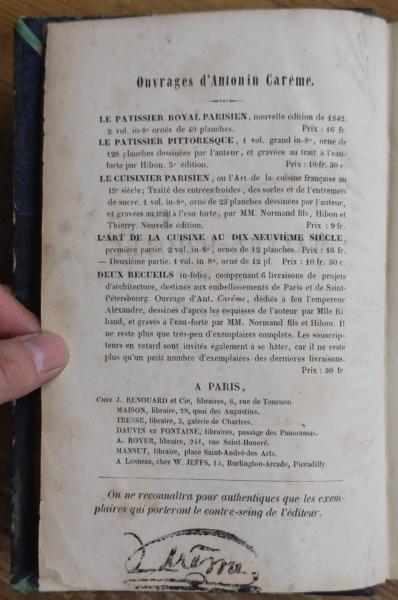 Ouvrages d'Antonin Carême.
LE PATISSIER ROYAL PARISIEN, nouvelle édition de 1842.
2 vol. in-8° ornés de 40 planches. Prix : 16 fr.
LE PATISSIER PITTORESQUE, 1 vol. grand in-8°, orné de
128 planches dessinées par l'auteur, et gravées au trait à l'eau-
forte par Hibon. 3e édition. Prix : 10 fr. 50 c.
LE CUISINIER PARISIEN, ou l'Art de la cuisine française au
19e siècle; Traité des entrées froides, des socles et de l'entremets
de sucre, 1 vol. in-8°, orné de 25 planches dessinées par l'auteur,
et gravées au trait à l'eau-forte, par MM. Normand fils, Hibon et
Thierry. Nouvelle édition. Prix : 9 fr.
L'ART DE LA CUISINE AU DIX-NEUVIÈME SIÈCLE,
première partie, 2 vol. in-8°, ornés de 12 planches. Prix : 16 fr.
— Deuxième partie. 1 vol. in 8°, orné de 12 pl. Prix : 10 fr. 50 c.
DEUX RECUEILS in-folio, comprenant 6 livraisons de projets
d'architecture, destinés aux embellissements de Paris et de Saint-
Pétersbourg. Ouvrage d'Ant. Carême, dédiés à feu l'empereur
Alexandre, dessinés d'après les esquisses de l'auteur par Mlle Ri-
baud, et gravés à l'eau-forte par MM. Normand fils et Hibon. Il
ne reste plus que très-peu d'exemplaires complets. Les souscrip-
teurs en retard sont invités également à se hâter, car il ne reste
plus qu'un petit nombre d'exemplaires des dernières livraisons.
Prix : 50 fr
A PARIS,
CHEZ J. RENOUARD et Cie, libraires, 6, rue de Tournon.
MAISON, libraire, 29, quai des Augustins.
TRESSE, libraire, 3, galerie de Chartres.
DAUVIN et FONTAINE, libraires, passage des Panoramas.
A. ROYER, libraire, 241, rue Saint-Honoré.
MANSUT, libraire, place Saint-André-des Arts.
A LONDRES, chez W. JEFFS, 15, Burlington-Arcade, Piccadilly.
On ne reconnaîtra pour authentiques que les exem-
plaires qui porteront le contre-seing de l'éditeur.
Carême